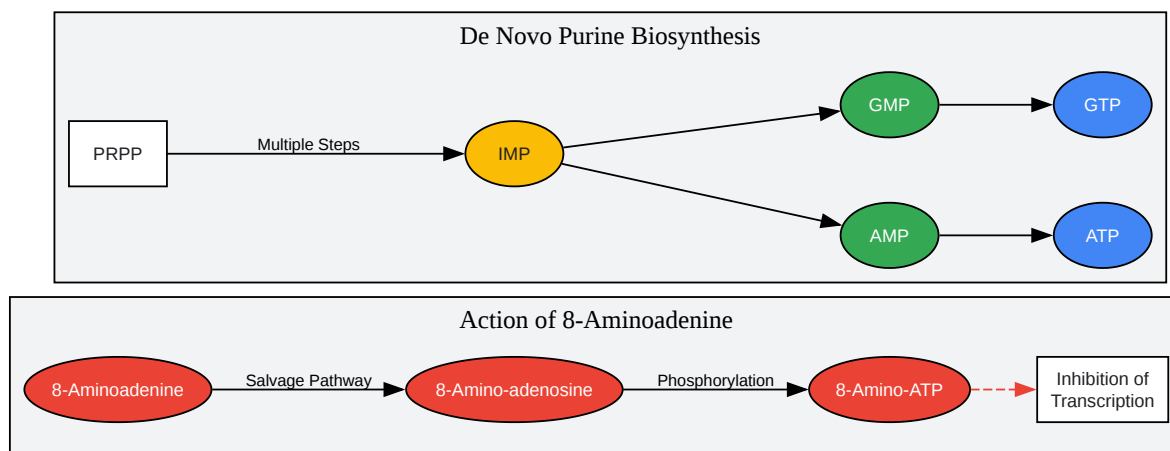 De Novo Purine Biosynthesis
PRPP
Multiple Steps
IMP
GMP
GTP
AMP
ATP
Action of 8-Aminoadenine
8-Aminoadenine
Salvage Pathway
8-Amino-adenosine
Phosphorylation
8-Amino-ATP
Inhibition of
Transcription